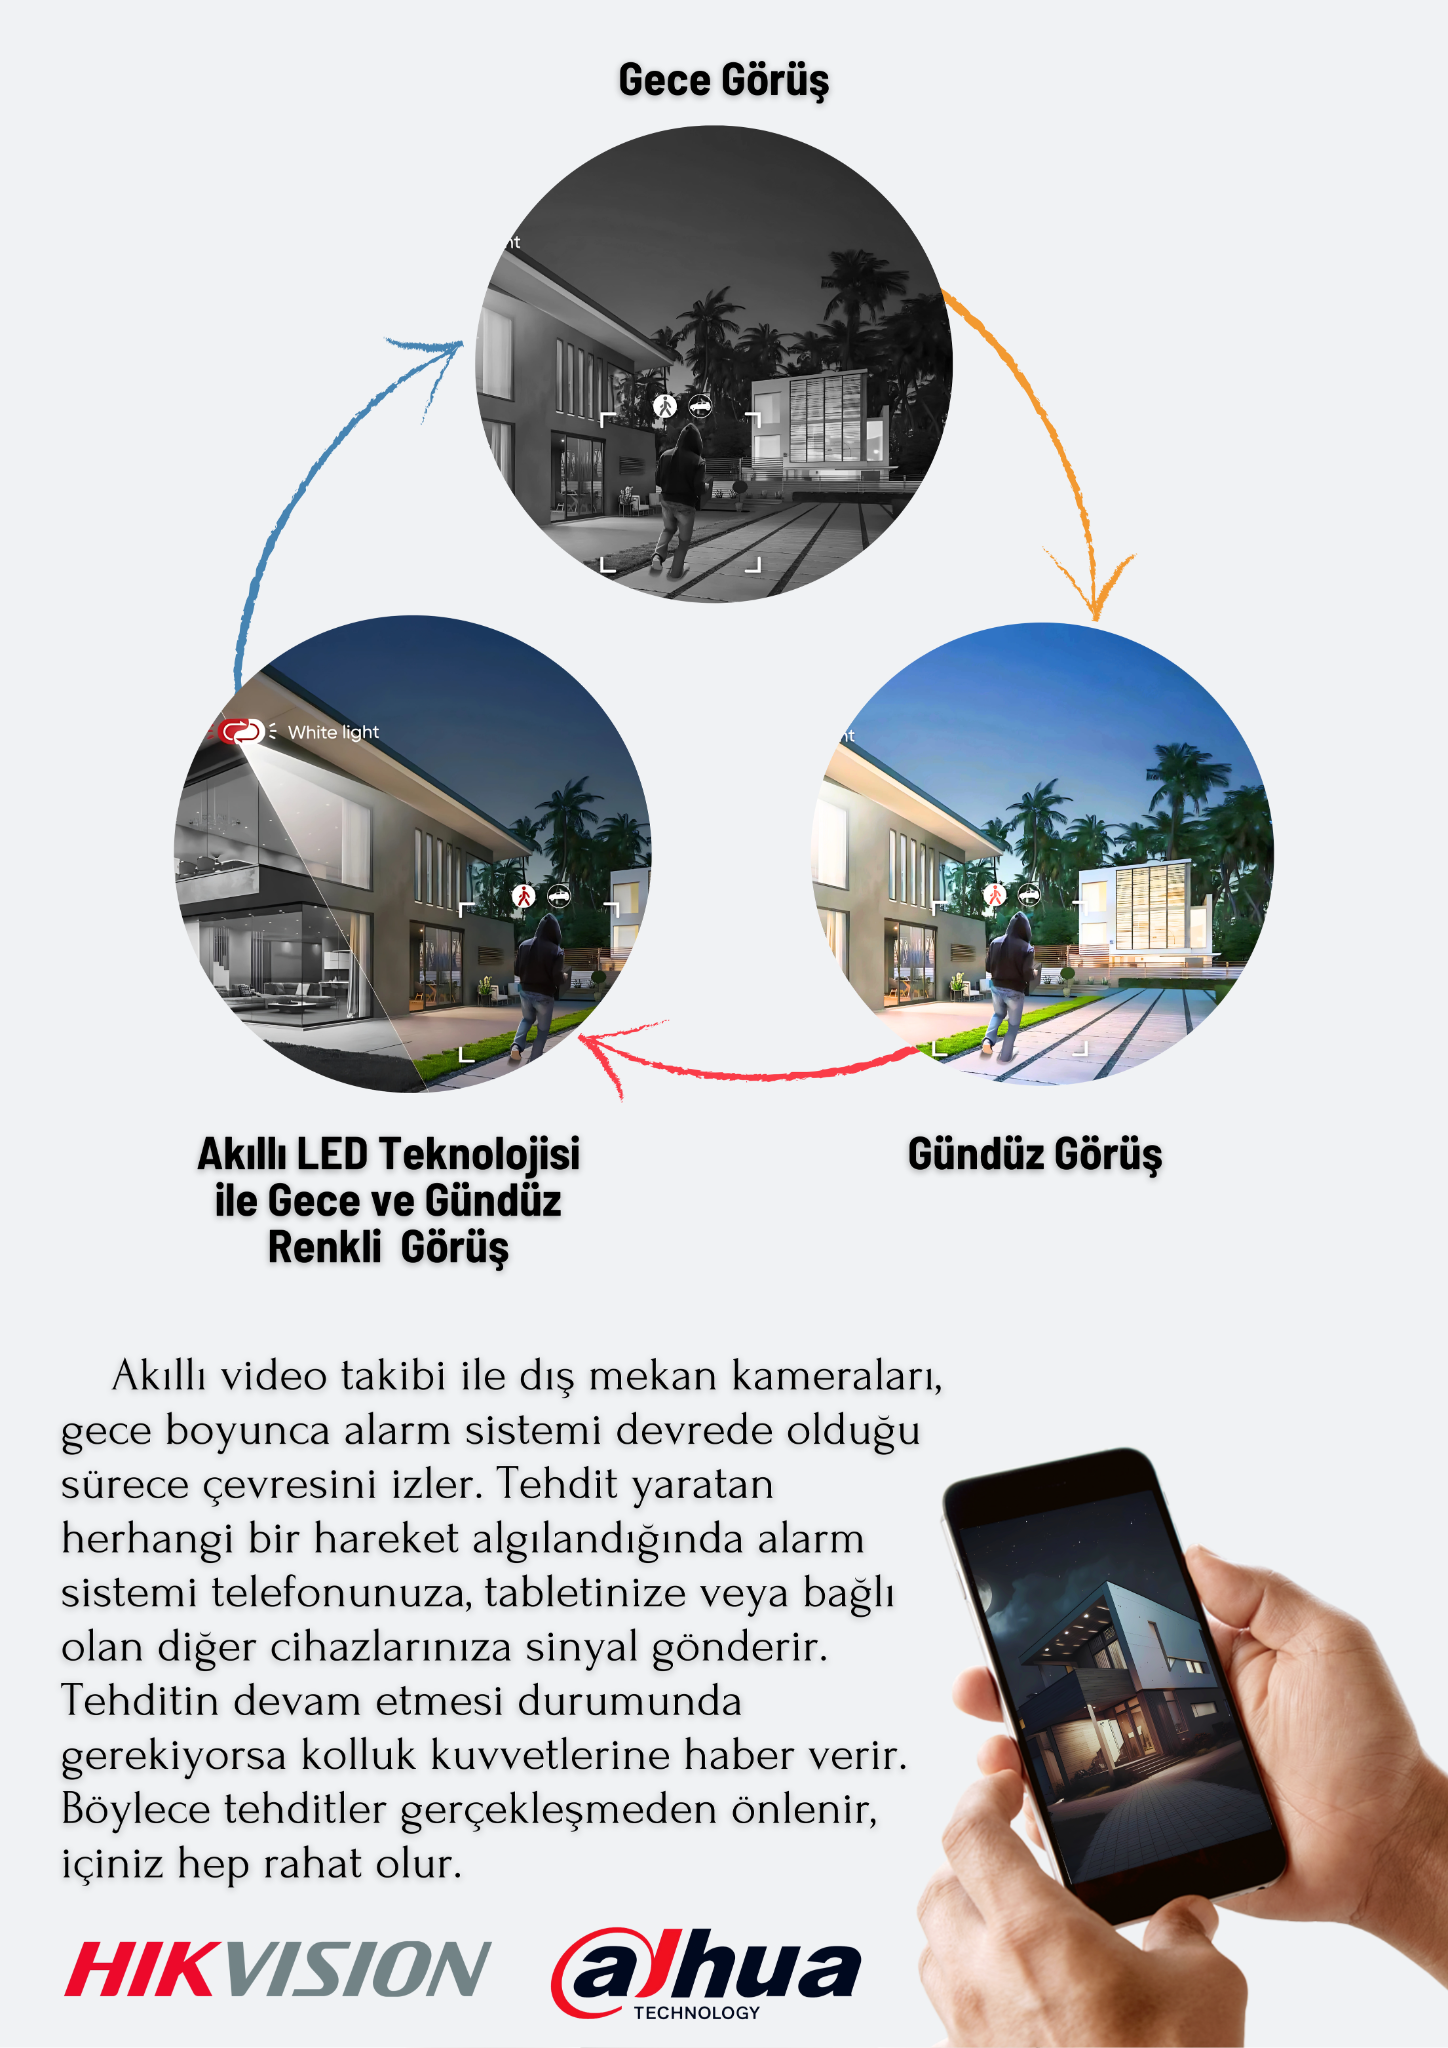 Gece Görüş
White light
Akıllı LED Teknolojisi
ile Gece ve Gündüz
Renkli Görüş
Gündüz Görüş
Akıllı video takibi ile dış mekan kameraları,
gece boyunca alarm sistemi devrede olduğu
sürece çevresini izler. Tehdit yaratan
herhangi bir hareket algılandığında alarm
sistemi telefonunuza, tabletinize veya bağlı
olan diğer cihazlarınıza sinyal gönderir.
Tehditin devam etmesi durumunda
gerekiyorsa kolluk kuvvetlerine haber verir.
Böylece tehditler gerçekleşmeden önlenir,
içiniz hep rahat olur.
HIKVISION
alhua
TECHNOLOGY